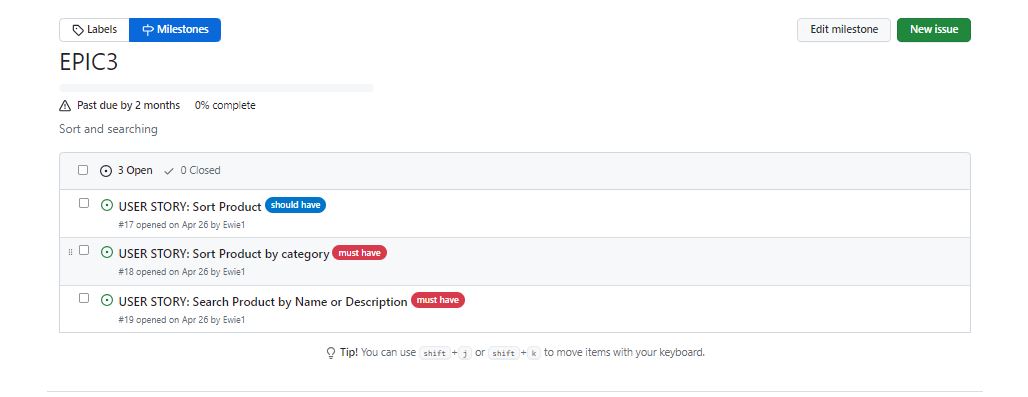 Labels Milestones Edit milestone New issue
EPIC3
Past due by 2 months 0% complete
Sort and searching
3 Open 0 Closed
USER STORY: Sort Product should have
#17 opened on Apr 26 by Ewie1
USER STORY: Sort Product by category must have
#18 opened on Apr 26 by Ewie1
USER STORY: Search Product by Name or Description must have
#19 opened on Apr 26 by Ewie1
Tip! You can use shift+j or shift+k to move items with your keyboard.